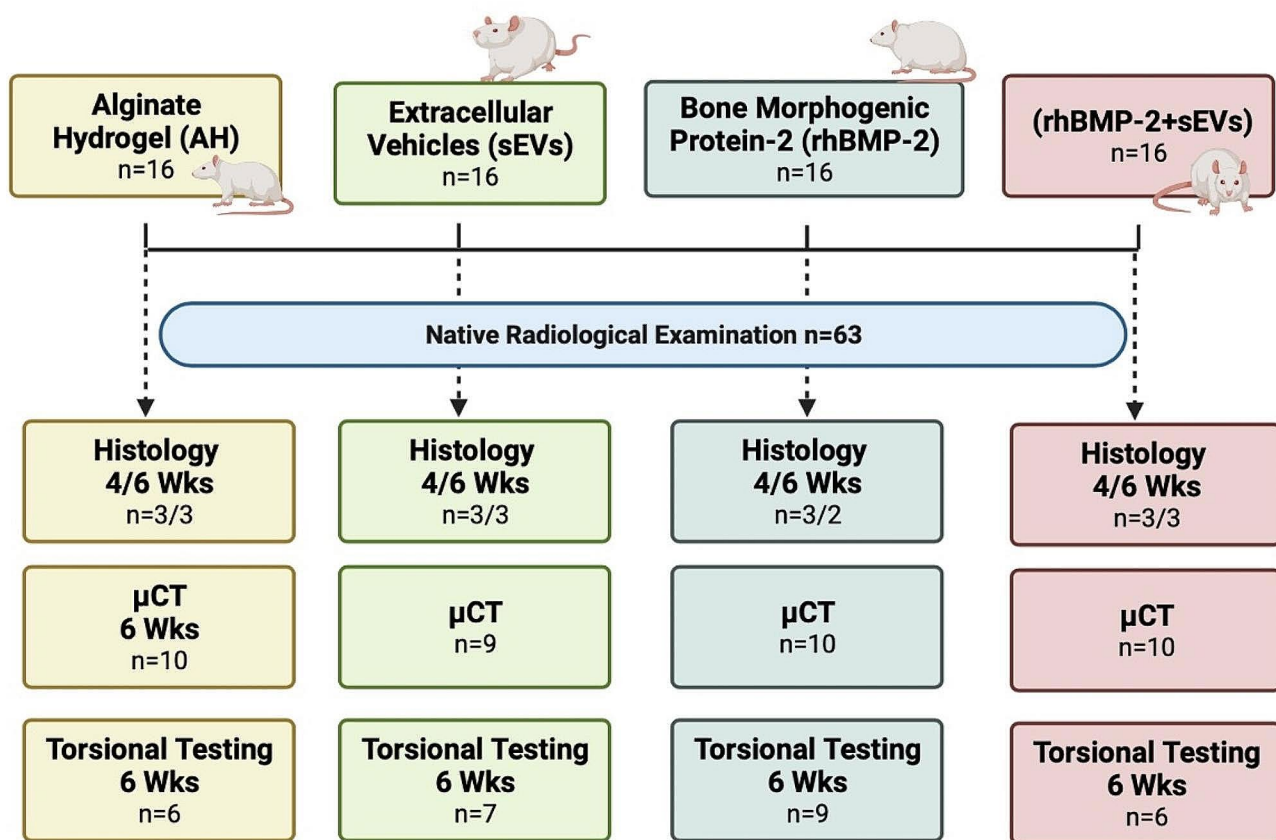 Alginate
Hydrogel (AH)
n=16
Extracellular
Vehicles (sEVs)
n=16
Bone Morphogenic
Protein-2 (rhBMP-2)
n=16
(rhBMP-2+sEVs)
n=16
Native Radiological Examination n=63
Histology
4/6 Wks
n=3/3
Histology
4/6 Wks
n=3/3
Histology
4/6 Wks
n=3/2
Histology
4/6 Wks
n=3/3
µCT
6 Wks
n=10
µCT
n=9
µCT
n=10
µCT
n=10
Torsional Testing
6 Wks
n=6
Torsional Testing
6 Wks
n=7
Torsional Testing
6 Wks
n=9
Torsional Testing
6 Wks
n=6